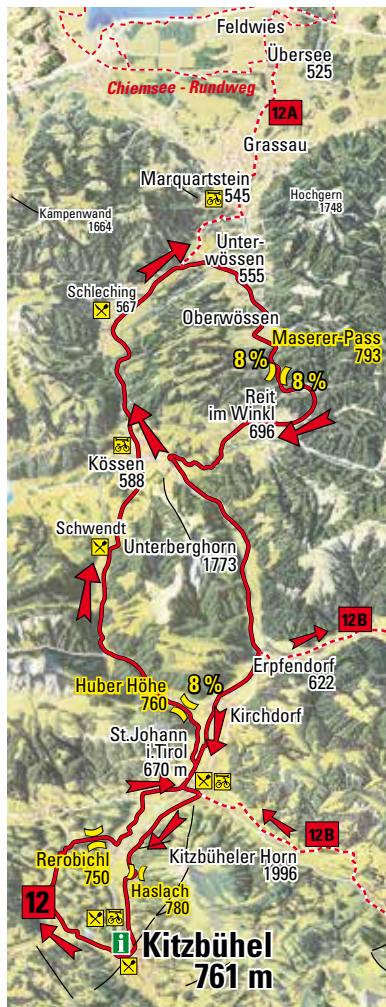 Feldwies
Übersee
525
Chiemsee - Rundweg
12A
Grassau
Marquartstein
545
Hochgern
1748
Kampenwand
1664
Unter-
wössen
555
Schleching
567
Oberwössen
Maserer-Pass
793
8 %
8 %
Reit
im Winkl
696
Kössen
588
Schwendt
Unterberghorn
1773
12B
Erpfendorf
622
Huber Höhe
760
8 %
Kirchdorf
St.Johann
i.Tirol
670 m
12B
Rerobichl
750
Kitzbüheler Horn
1996
Haslach
780
12
i
Kitzbühel
761 m